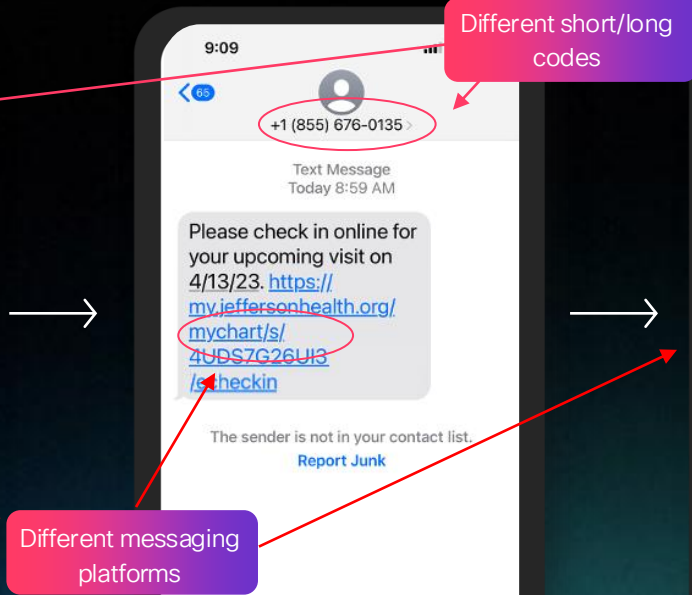 Different short/long
codes
9:09
65
+1 (855) 676-0135 >
Text Message
Today 8:59 AM
Please check in online for
your upcoming visit on
4/13/23. https://
my.jeffersonhealth.org/
mychart/s/
4UDS7G26UI3
/echeckin
The sender is not in your contact list.
Report Junk
Different messaging
platforms